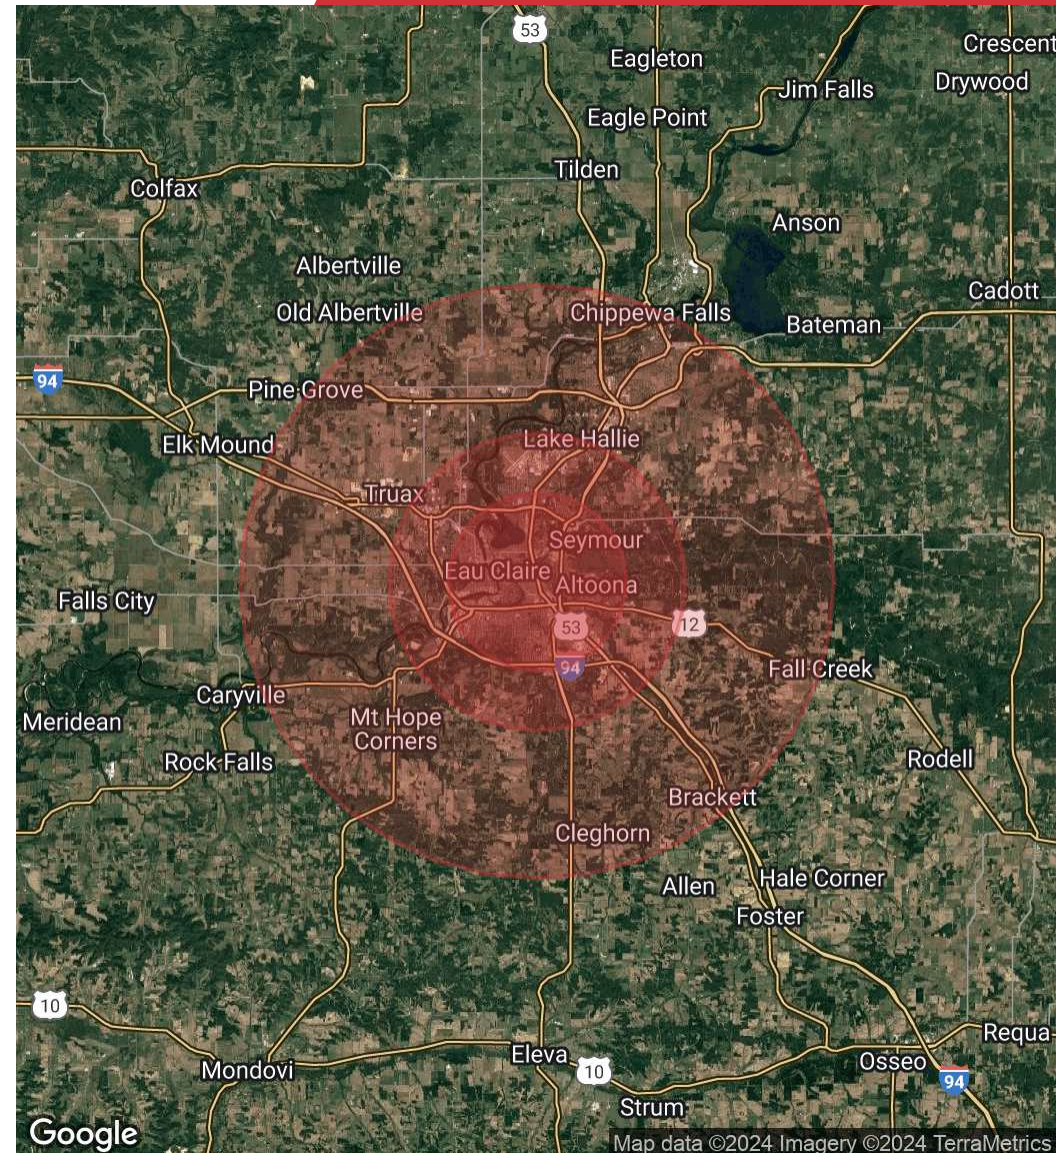 53
Eagleton
Crescent
Drywood
Jim Falls
Eagle Point
Tilden
Colfax
Anson
Albertville
Cadott
Old Albertville
Chippewa Falls
Bateman
94
Pine Grove
Lake Hallie
Elk Mound
Truax
Seymour
Eau Claire
Altoona
Falls City
53
12
94
Fall Creek
Caryville
Meridean
Mt Hope
Corners
Rock Falls
Rodell
Brackett
Cleghorn
Allen
Hale Corner
Foster
10
Requa
Eleva
Osseo
Mondovi
10
94
Strum
Google
Map data ©2024 Imagery ©2024 TerraMetrics